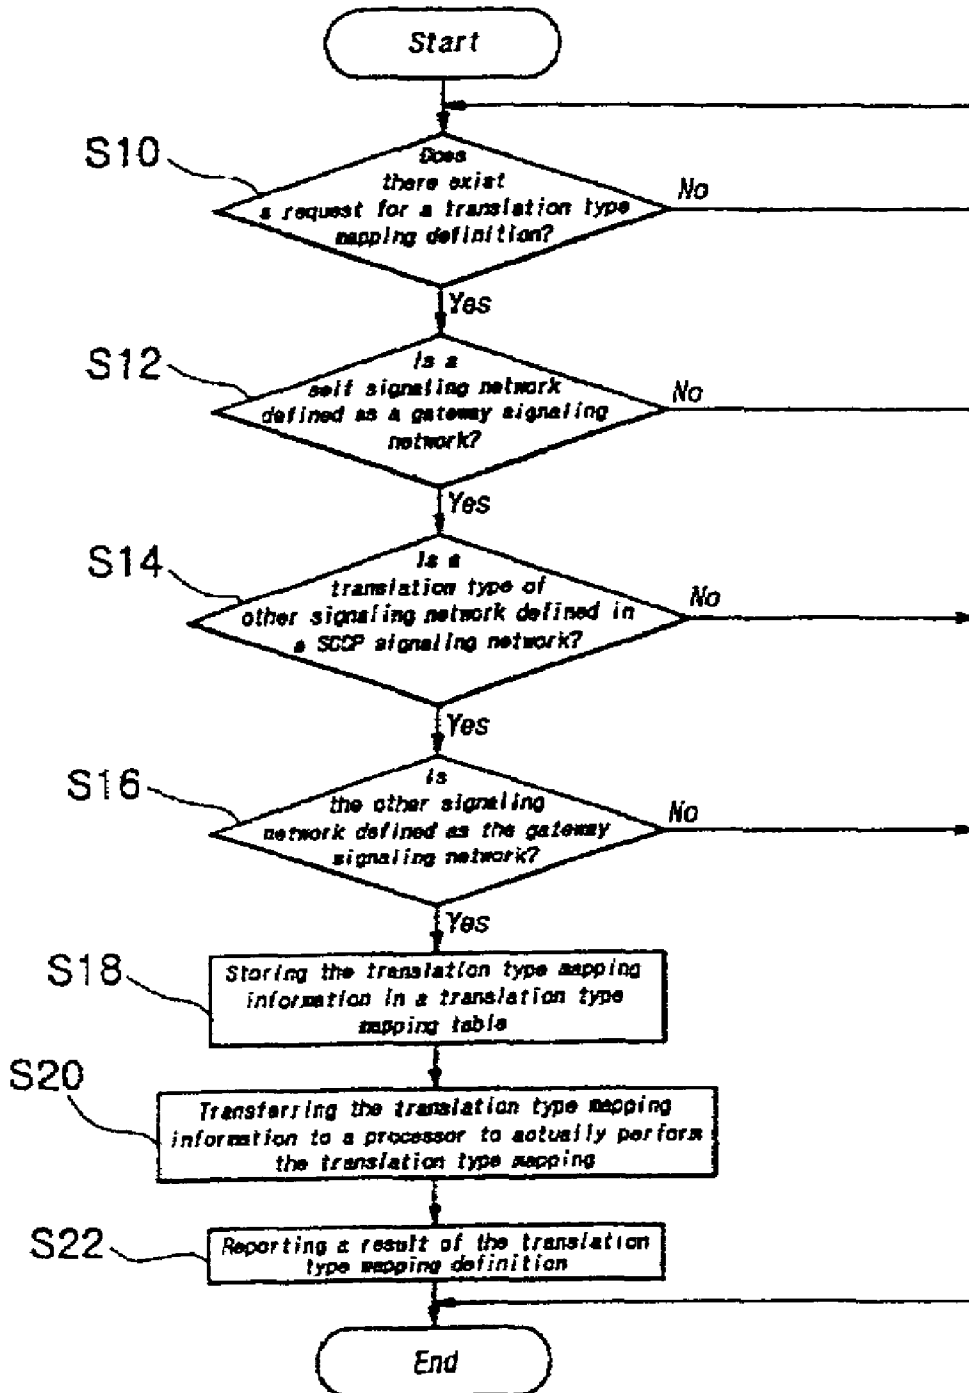 Start
S10
Does
there exist
a request for a translation type
mapping definition?
No
Yes
S12
Is a
self signaling network
defined as a gateway signaling
network?
No
Yes
S14
Is a
translation type of
other signaling network defined in
a SCCP signaling network?
No
Yes
S16
Is
the other signaling
network defined as the gateway
signaling network?
No
Yes
S18
Storing the translation type mapping
information in a translation type
mapping table
S20
Transferring the translation type mapping
information to a processor to actually perform
the translation type mapping
S22
Reporting a result of the translation
type mapping definition
End